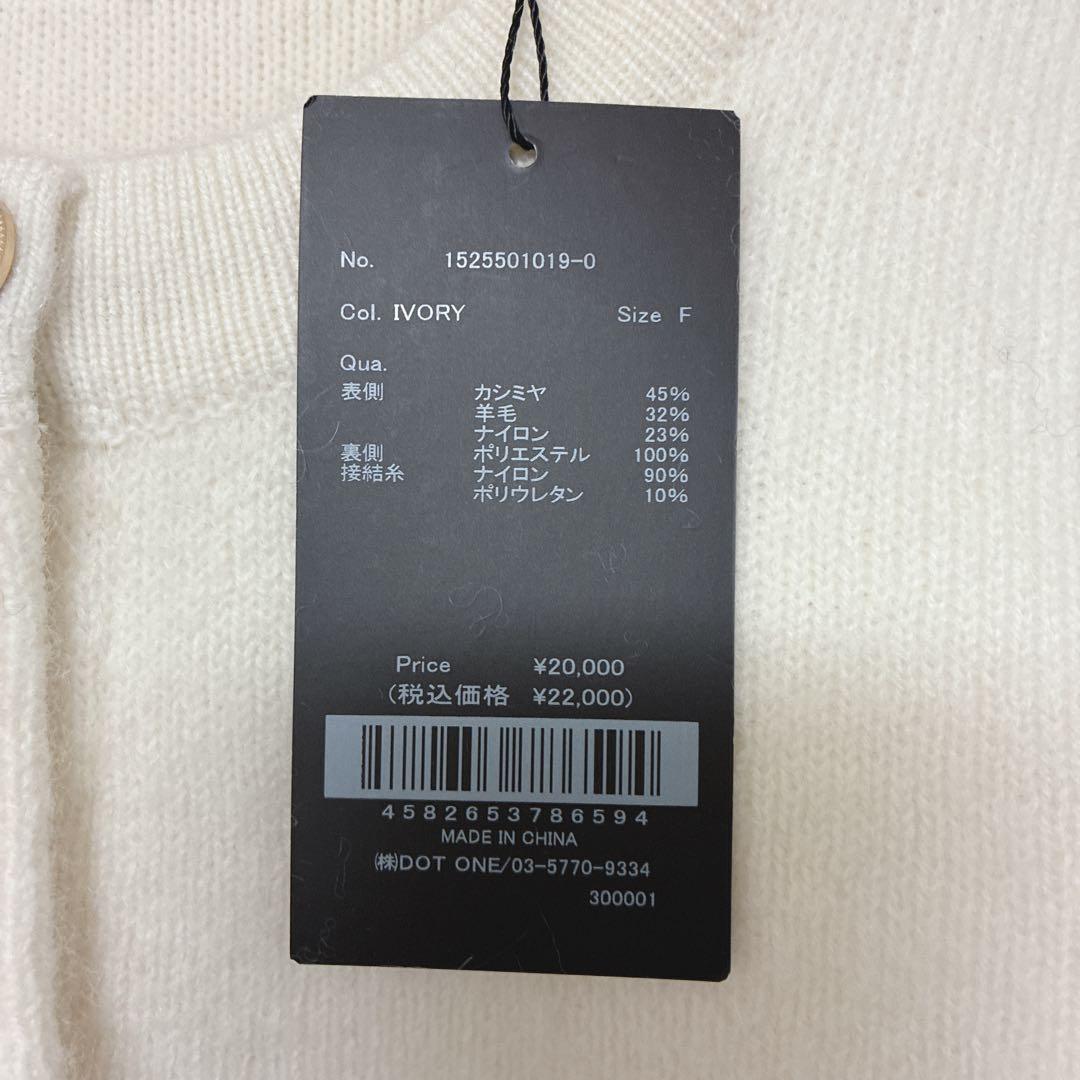 No. 1525501019-0
Col. IVORY Size F
Qua.
表側 カシミヤ 45%
羊毛 32%
ナイロン 23%
裏側 ポリエステル 100%
接結糸 ナイロン 90%
ポリウレタン 10%
Price ¥20,000
(税込価格 ¥22,000)
4582653786594
MADE IN CHINA
㈱DOT ONE/03-5770-9334
300001